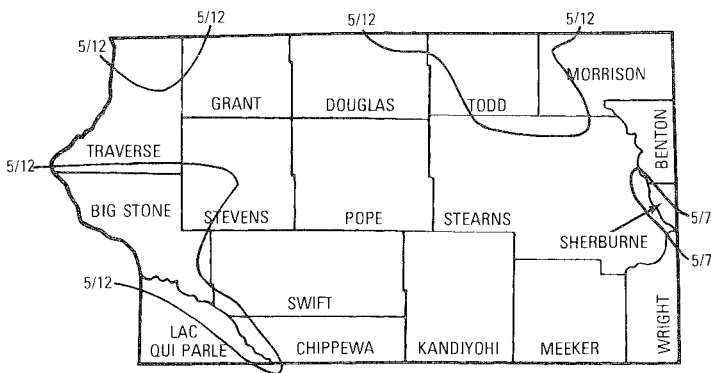 5/12
5/12
5/12
5/12
MORRISON
GRANT
DOUGLAS
TODD
BENTON
TRAVERSE
5/12
BIG STONE
STEVENS
POPE
STEARNS
5/7
SHERBURNE
5/7
5/12
SWIFT
LAC
QUI PARLE
CHIPPEWA
KANDIYOHI
MEEKER
WRIGHT